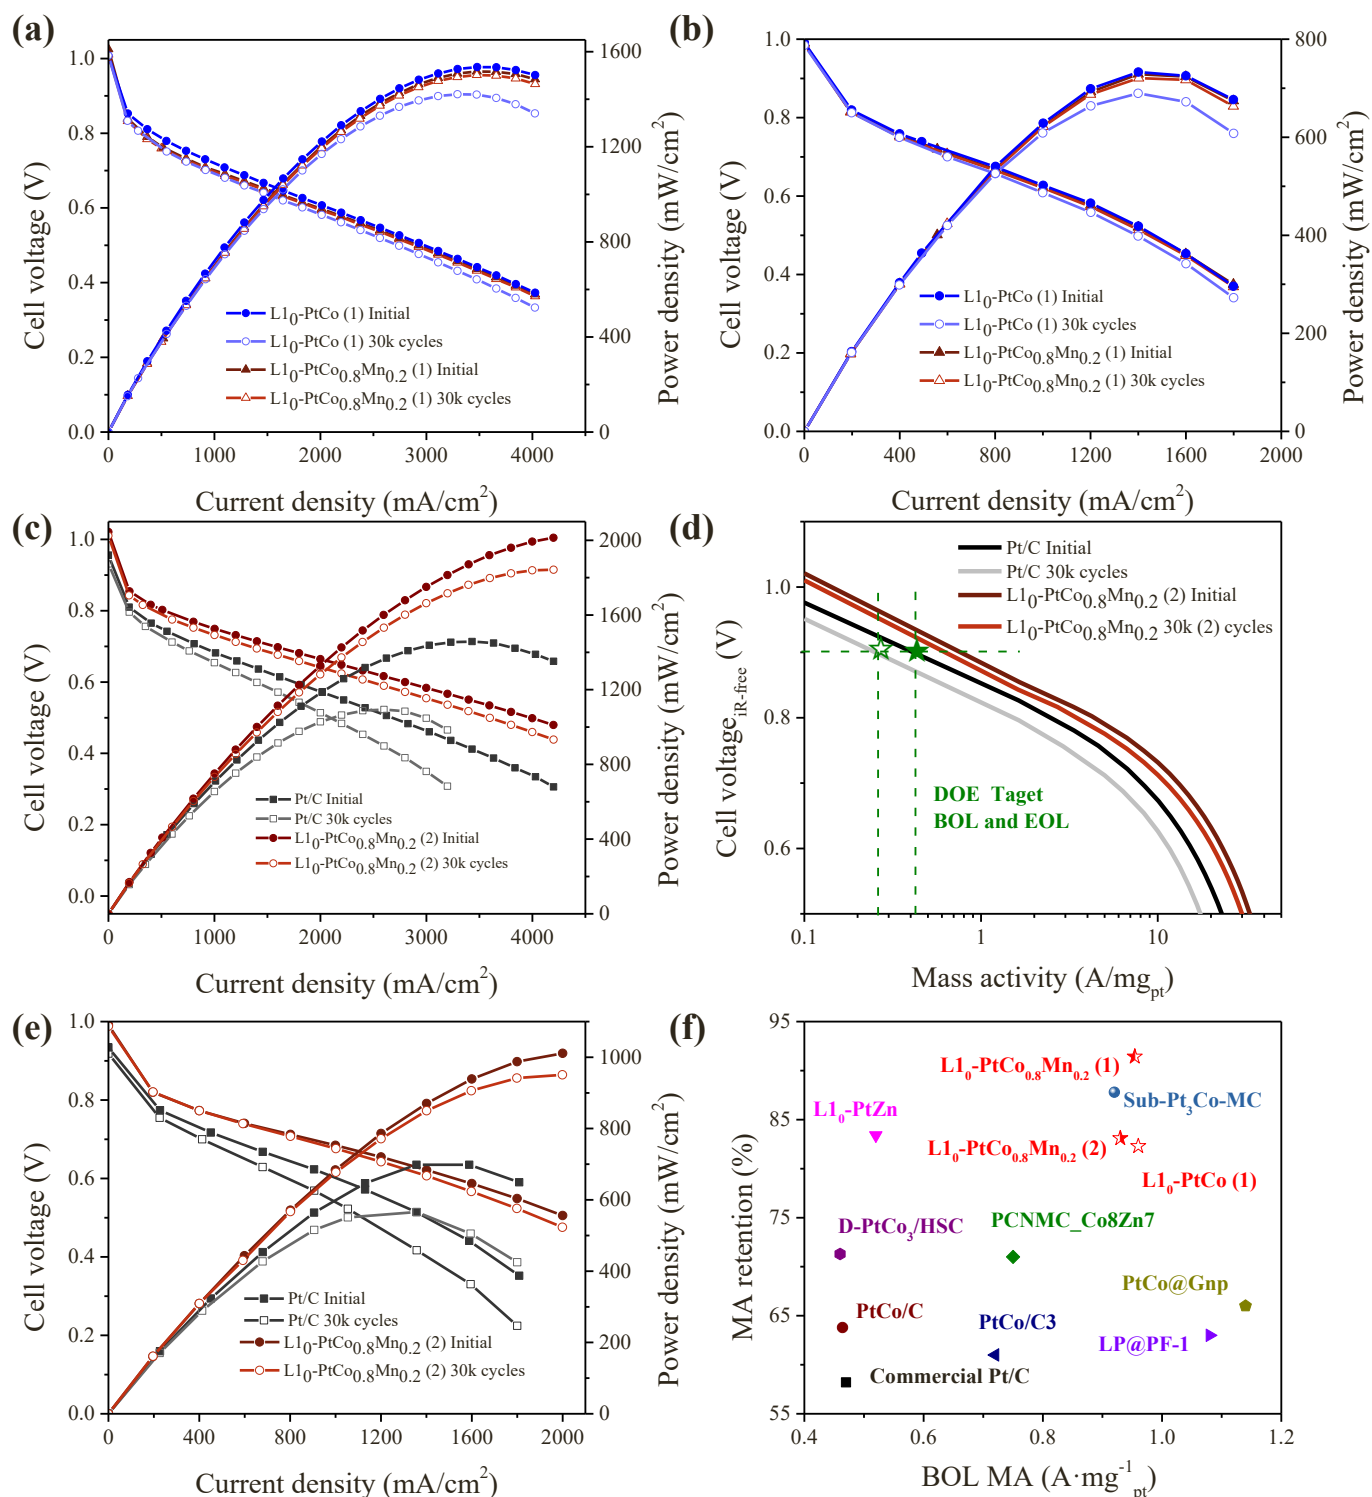 (a)
1.0
0.8
0.6
0.4
0.2
0.0
Cell voltage (V)
1600
1200
800
400
0
Power density (mW/cm²)
L1₀-PtCo (1) Initial
L1₀-PtCo (1) 30k cycles
L1₀-PtCo₀.₈Mn₀.₂ (1) Initial
L1₀-PtCo₀.₈Mn₀.₂ (1) 30k cycles
0 1000 2000 3000 4000
Current density (mA/cm²)
(b)
1.0
0.8
0.6
0.4
0.2
0.0
Cell voltage (V)
800
600
400
200
0
Power density (mW/cm²)
L1₀-PtCo (1) Initial
L1₀-PtCo (1) 30k cycles
L1₀-PtCo₀.₈Mn₀.₂ (1) Initial
L1₀-PtCo₀.₈Mn₀.₂ (1) 30k cycles
0 400 800 1200 1600 2000
Current density (mA/cm²)
(c)
1.0
0.8
0.6
0.4
0.2
0.0
Cell voltage (V)
2000
1600
1200
800
400
0
Power density (mW/cm²)
Pt/C Initial
Pt/C 30k cycles
L1₀-PtCo₀.₈Mn₀.₂ (2) Initial
L1₀-PtCo₀.₈Mn₀.₂ (2) 30k cycles
0 1000 2000 3000 4000
Current density (mA/cm²)
(d)
1.0
0.8
0.6
Cell voltage iR-free (V)
Pt/C Initial
Pt/C 30k cycles
L1₀-PtCo₀.₈Mn₀.₂ (2) Initial
L1₀-PtCo₀.₈Mn₀.₂ 30k (2) cycles
DOE Taget
BOL and EOL
0.1 1 10
Mass activity (A/mg pt)
(e)
1.0
0.8
0.6
0.4
0.2
0.0
Cell voltage (V)
1000
800
600
400
200
0
Power density (mW/cm²)
Pt/C Initial
Pt/C 30k cycles
L1₀-PtCo₀.₈Mn₀.₂ (2) Initial
L1₀-PtCo₀.₈Mn₀.₂ (2) 30k cycles
0 400 800 1200 1600 2000
Current density (mA/cm²)
(f)
95
85
75
65
55
MA retention (%)
L1₀-PtCo₀.₈Mn₀.₂ (1)
Sub-Pt₃Co-MC
L1₀-PtZn
L1₀-PtCo₀.₈Mn₀.₂ (2)
L1₀-PtCo (1)
D-PtCo₃/HSC
PCNMC_Co8Zn7
PtCo@Gnp
PtCo/C
PtCo/C3
LP@PF-1
Commercial Pt/C
0.4 0.6 0.8 1.0 1.2
BOL MA (A·mg⁻¹ pt)